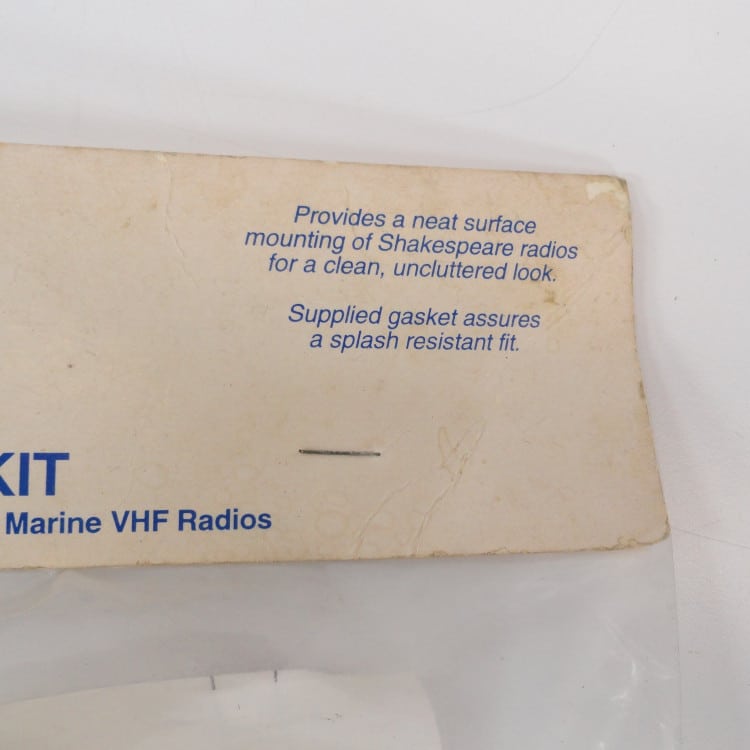 Provides a neat surface
mounting of Shakespeare radios
for a clean, uncluttered look.
Supplied gasket assures
a splash resistant fit.
KIT
Marine VHF Radios